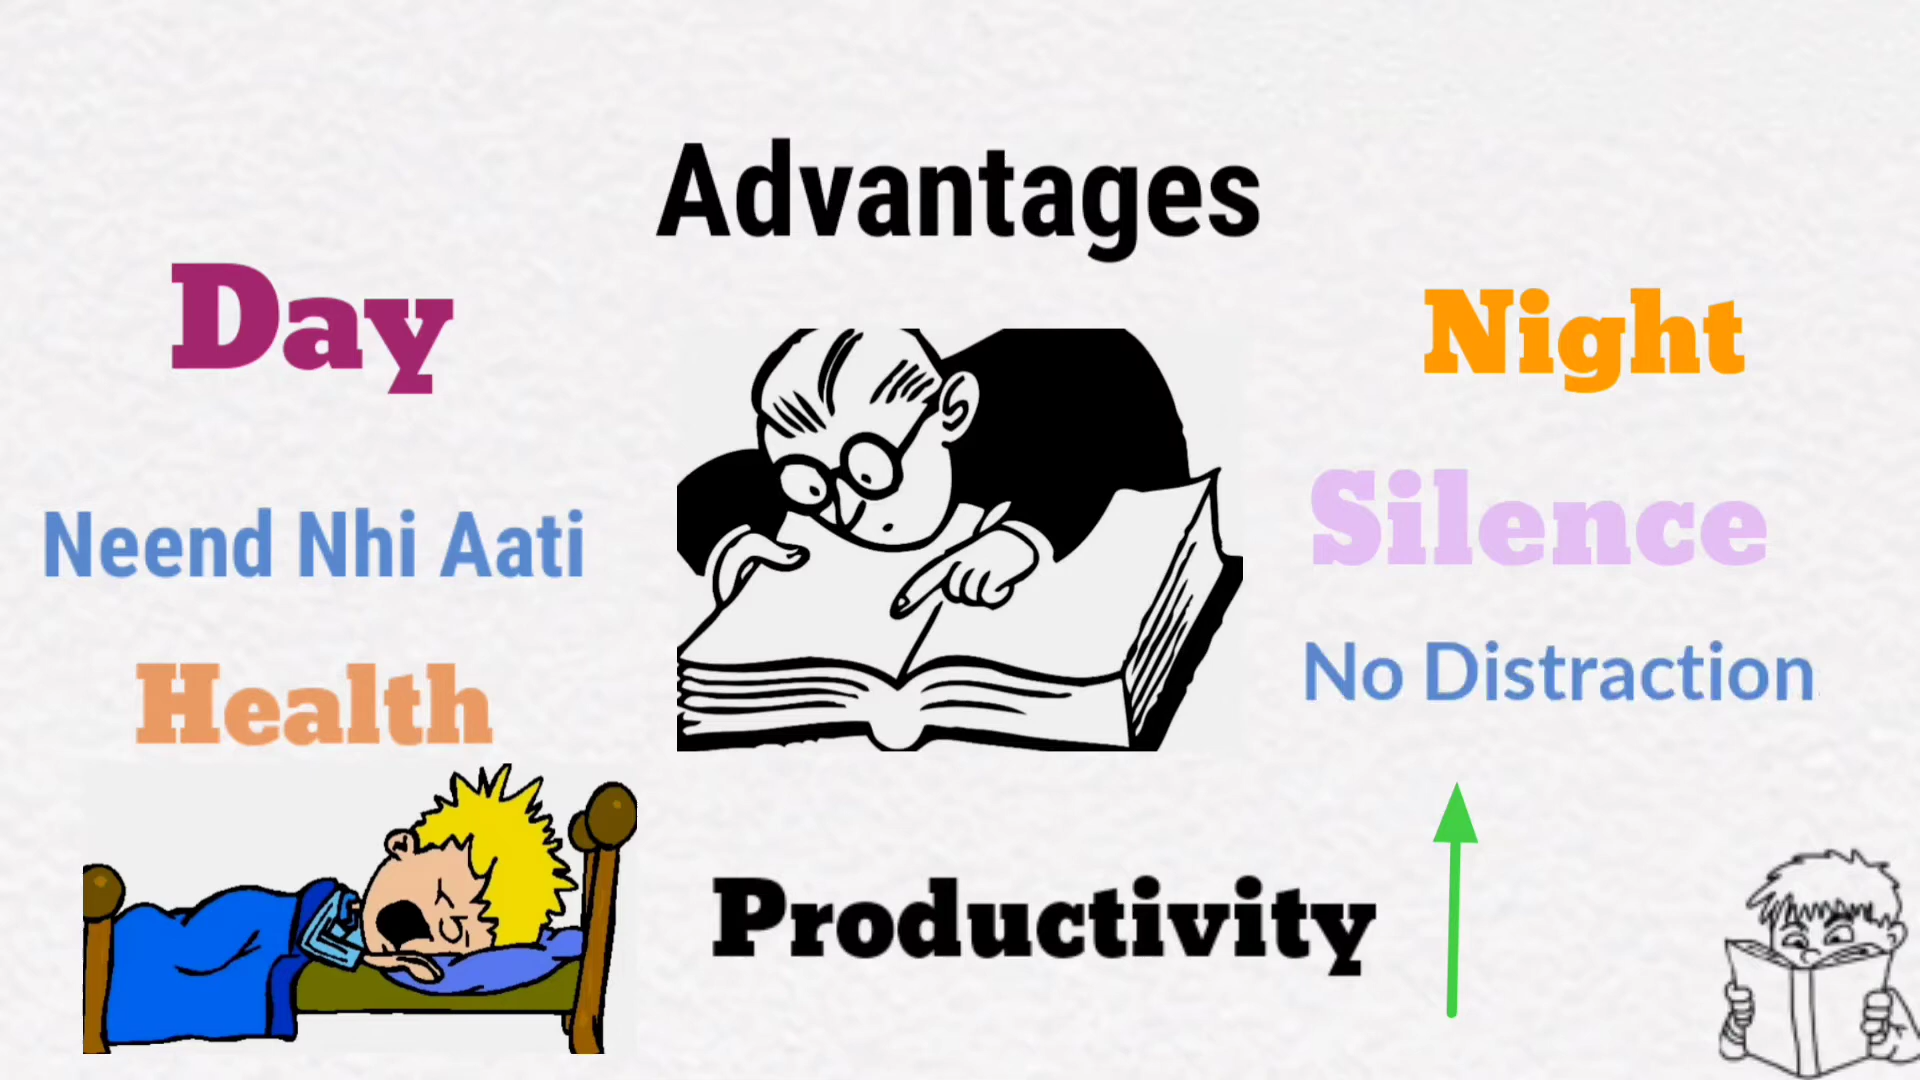 Advantages
Day
Night
Neend Nhi Aati
Silence
Health
No Distraction
Productivity